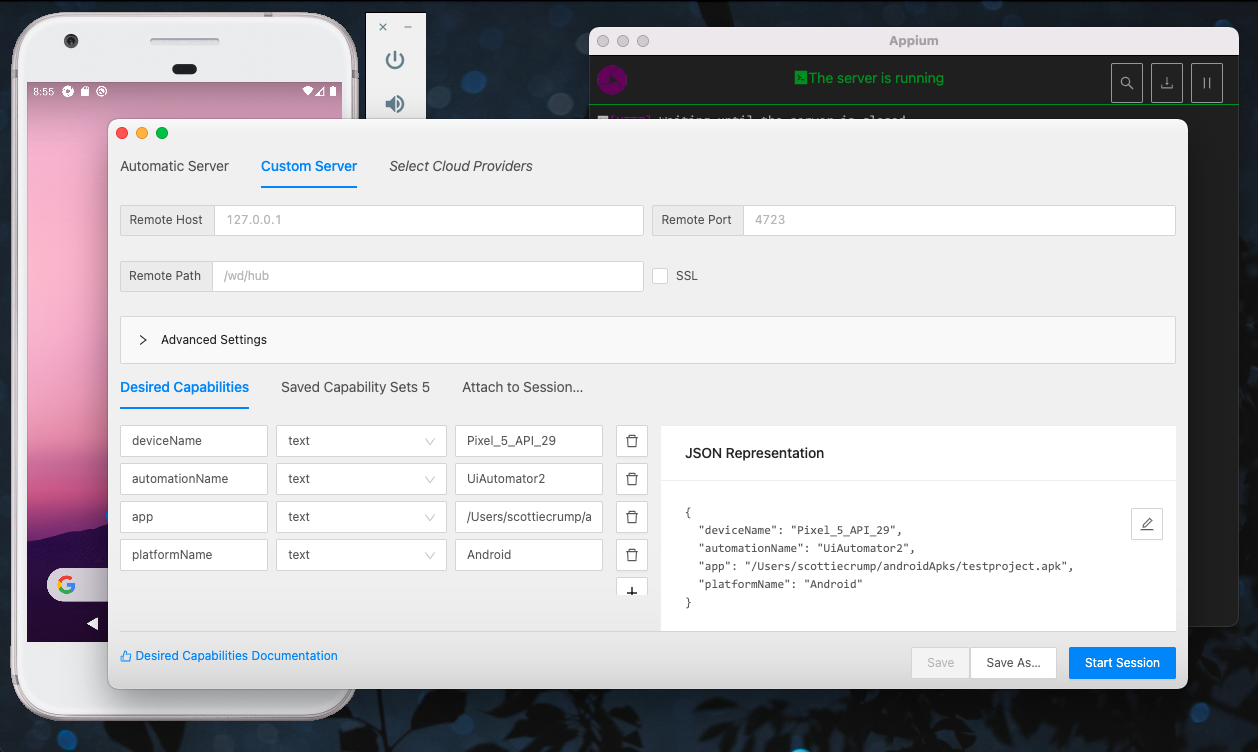 8:55
Appium
The server is running
[HTTP] Waiting until the server is closed
Automatic Server
Custom Server
Select Cloud Providers
Remote Host
127.0.0.1
Remote Port
4723
Remote Path
/wd/hub
SSL
Advanced Settings
Desired Capabilities
Saved Capability Sets 5
Attach to Session...
deviceName
text
Pixel_5_API_29
automationName
text
UiAutomator2
app
text
/Users/scottiecrump/a
platformName
text
Android
JSON Representation
{
"deviceName": "Pixel_5_API_29",
"automationName": "UiAutomator2",
"app": "/Users/scottiecrump/androidApks/testproject.apk",
"platformName": "Android"
}
Desired Capabilities Documentation
Save
Save As...
Start Session